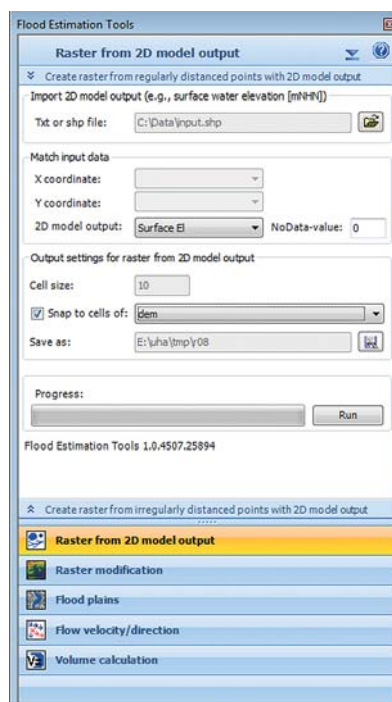 Flood Estimation Tools
Raster from 2D model output
Create raster from regularly distanced points with 2D model output
Import 2D model output (e.g., surface water elevation [mNHN])
Txt or shp file: C:\Data\input.shp
Match input data
X coordinate:
Y coordinate:
2D model output: Surface El NoData-value: 0
Output settings for raster from 2D model output
Cell size: 10
Snap to cells of: dem
Save as: E:\uha\tmp\r08
Progress:
Run
Flood Estimation Tools 1.0.4507.25894
Create raster from irregularly distanced points with 2D model output
Raster from 2D model output
Raster modification
Flood plains
Flow velocity/direction
Volume calculation